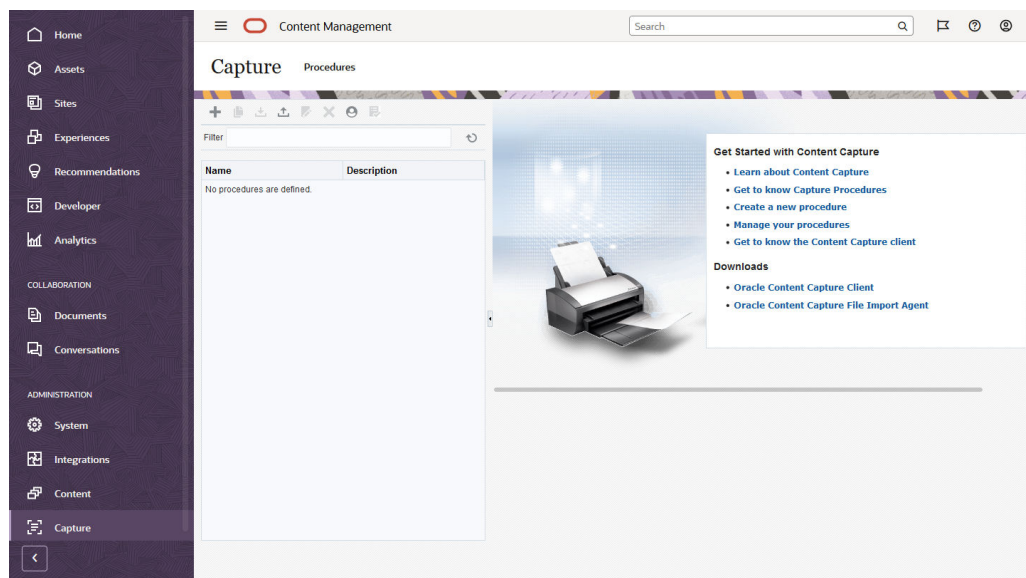 Home
Assets
Sites
Experiences
Recommendations
Developer
Analytics
COLLABORATION
Documents
Conversations
ADMINISTRATION
System
Integrations
Content
Capture
Content Management
Search
Capture Procedures
Filter
Name Description
No procedures are defined.
Get Started with Content Capture
• Learn about Content Capture
• Get to know Capture Procedures
• Create a new procedure
• Manage your procedures
• Get to know the Content Capture client
Downloads
• Oracle Content Capture Client
• Oracle Content Capture File Import Agent